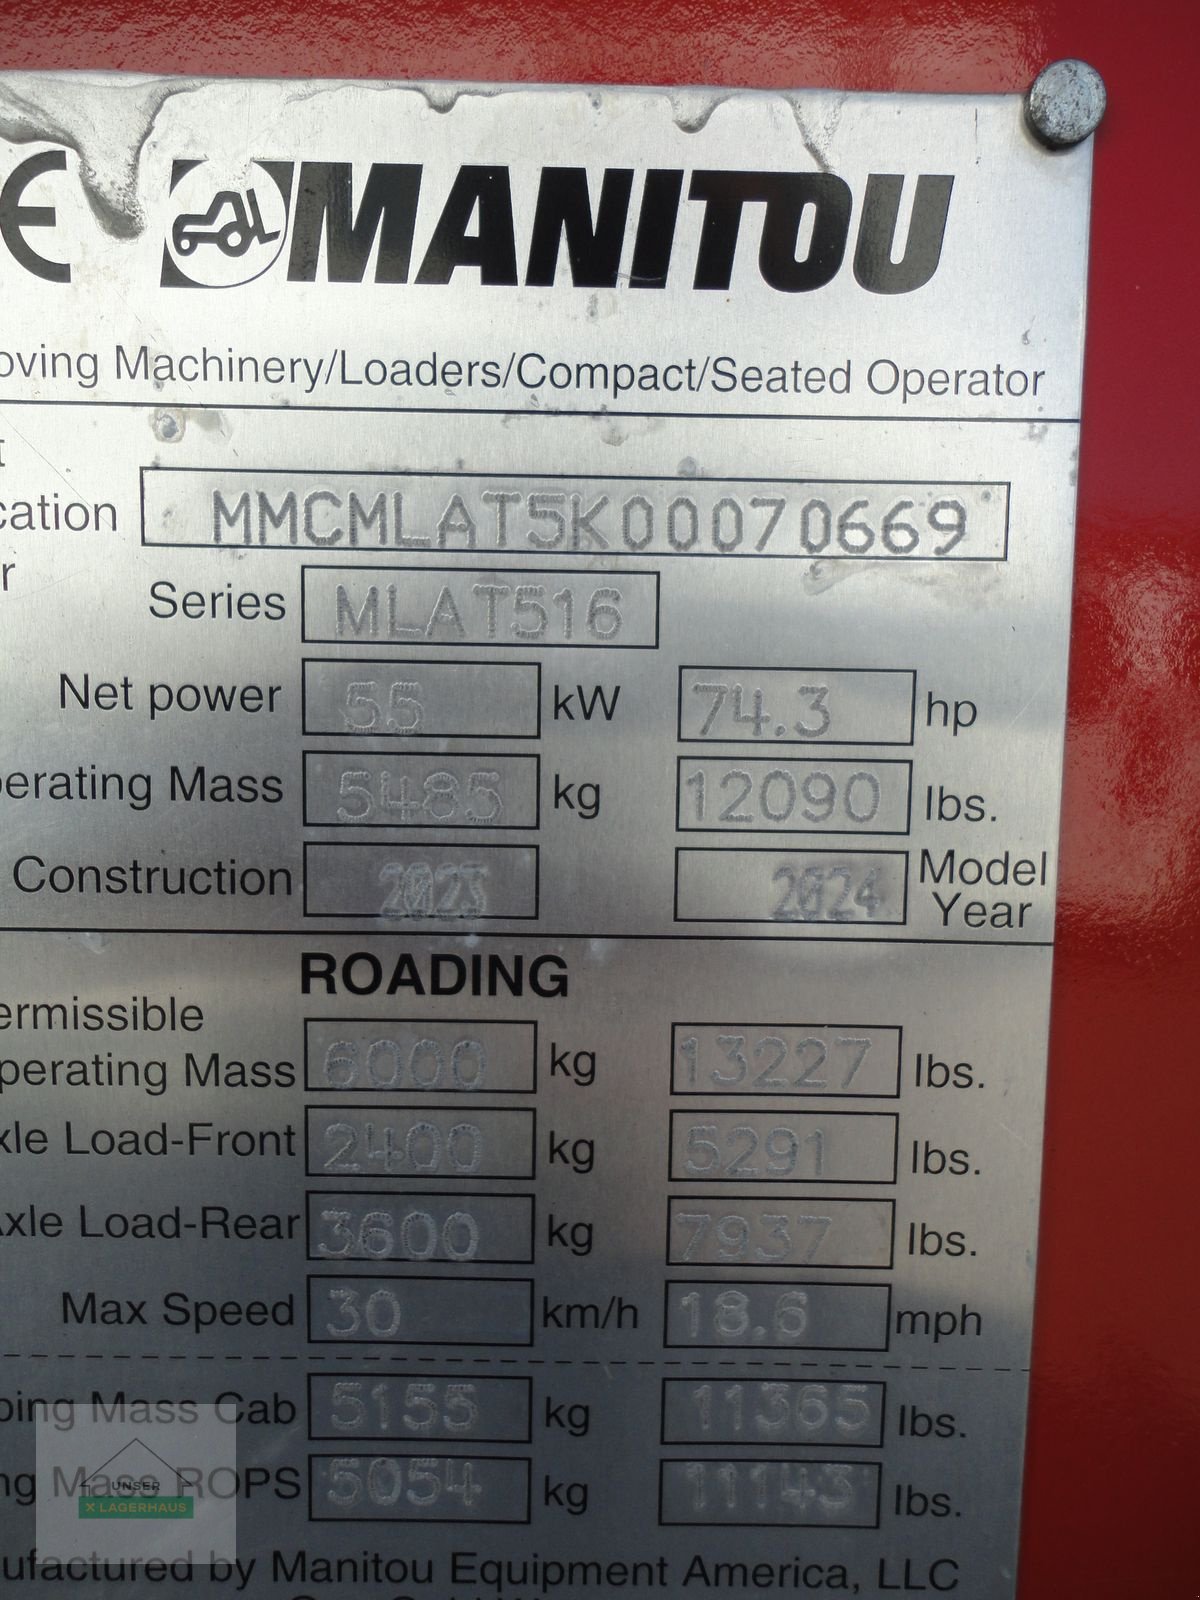 CE MANITOU
oving Machinery/Loaders/Compact/Seated Operator
t
cation MMCMLAT5K00070669
r
Series MLAT516
Net power 55 kW 74.3 hp
perating Mass 5485 kg 12090 lbs.
Construction 2023 2024 Model
Year
ROADING
ermissible
perating Mass 6000 kg 13227 lbs.
xle Load-Front 2400 kg 5291 lbs.
Axle Load-Rear 3600 kg 7937 lbs.
Max Speed 30 km/h 18.6 mph
ping Mass Cab 5155 kg 11365 lbs.
ng Mass ROPS 5054 kg 11143 lbs.
UNSER
X LAGERHAUS
nufactured by Manitou Equipment America, LLC